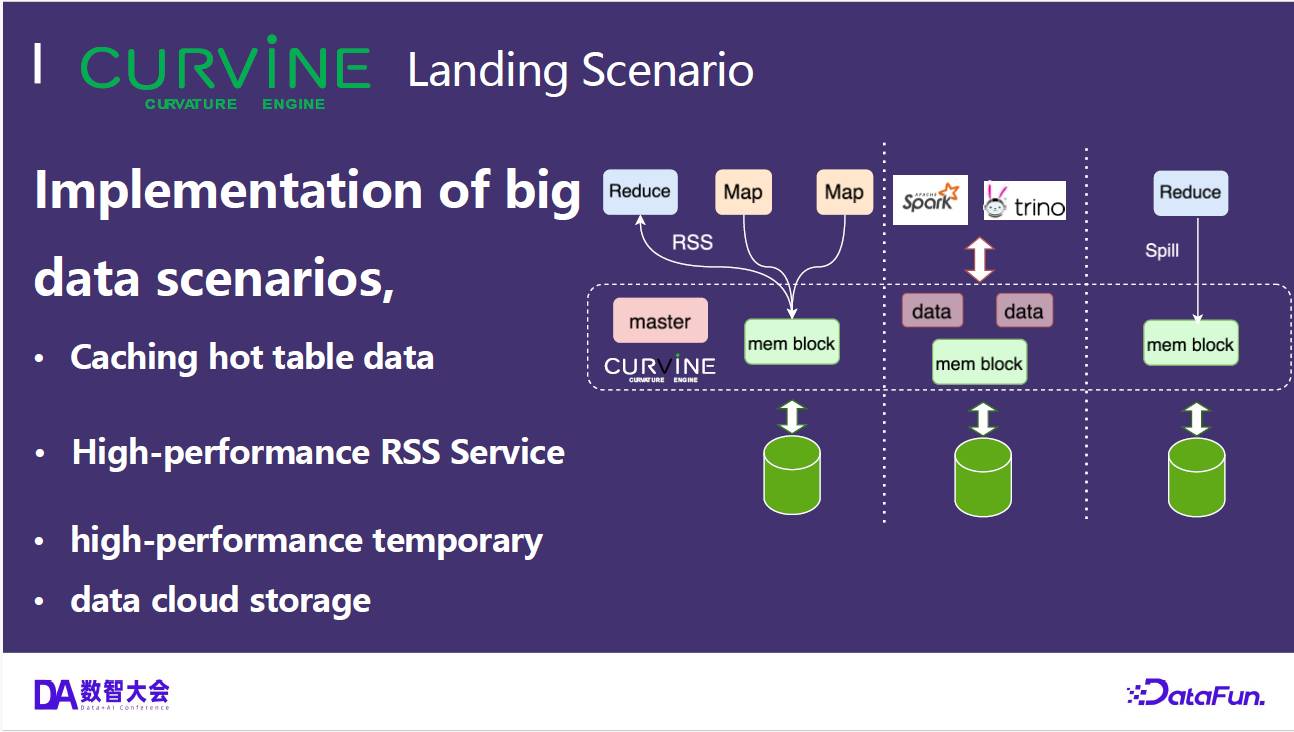 CURVINE
CURVATURE ENGINE
Landing Scenario
Implementation of big
data scenarios,
• Caching hot table data
• High-performance RSS Service
• high-performance temporary
• data cloud storage
Reduce
Map
Map
RSS
master
CURVINE
CURVATURE ENGINE
mem block
APACHE
Spark
trino
data
data
mem block
Reduce
Spill
mem block
DA 数智大会
Data+AI Conference
DataFun.